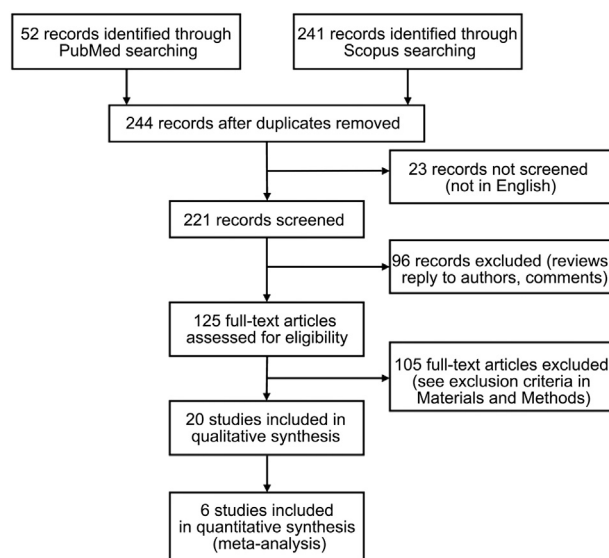 52 records identified through
PubMed searching
241 records identified through
Scopus searching
244 records after duplicates removed
23 records not screened
(not in English)
221 records screened
96 records excluded (reviews
reply to authors, comments)
125 full-text articles
assessed for eligibility
105 full-text articles excluded
(see exclusion criteria in
Materials and Methods)
20 studies included in
qualitative synthesis
6 studies included
in quantitative synthesis
(meta-analysis)